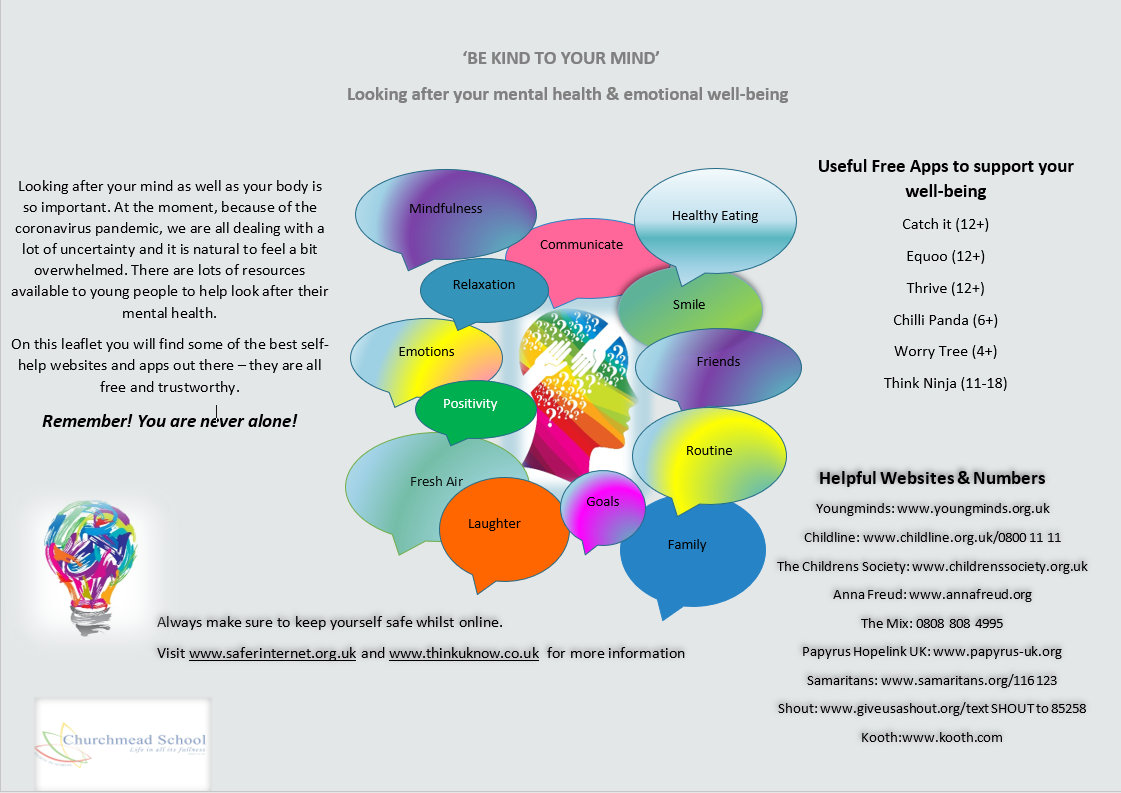 ‘BE KIND TO YOUR MIND’
Looking after your mental health & emotional well-being
Looking after your mind as well as your body is
so important. At the moment, because of the
coronavirus pandemic, we are all dealing with a
lot of uncertainty and it is natural to feel a bit
overwhelmed. There are lots of resources
available to young people to help look after their
mental health.
On this leaflet you will find some of the best self-
help websites and apps out there – they are all
free and trustworthy.
Remember! You are never alone!
Mindfulness
Healthy Eating
Communicate
Relaxation
Smile
Emotions
Friends
Positivity
Routine
Fresh Air
Goals
Laughter
Family
Useful Free Apps to support your
well-being
Catch it (12+)
Equoo (12+)
Thrive (12+)
Chilli Panda (6+)
Worry Tree (4+)
Think Ninja (11-18)
Helpful Websites & Numbers
Youngminds: www.youngminds.org.uk
Childline: www.childline.org.uk/0800 11 11
The Childrens Society: www.childrenssociety.org.uk
Anna Freud: www.annafreud.org
The Mix: 0808 808 4995
Papyrus Hopelink UK: www.papyrus-uk.org
Samaritans: www.samaritans.org/116 123
Shout: www.giveusashout.org/text SHOUT to 85258
Kooth:www.kooth.com
Always make sure to keep yourself safe whilst online.
Visit www.saferinternet.org.uk and www.thinkuknow.co.uk for more information
Churchmead School
Life in all its fullness